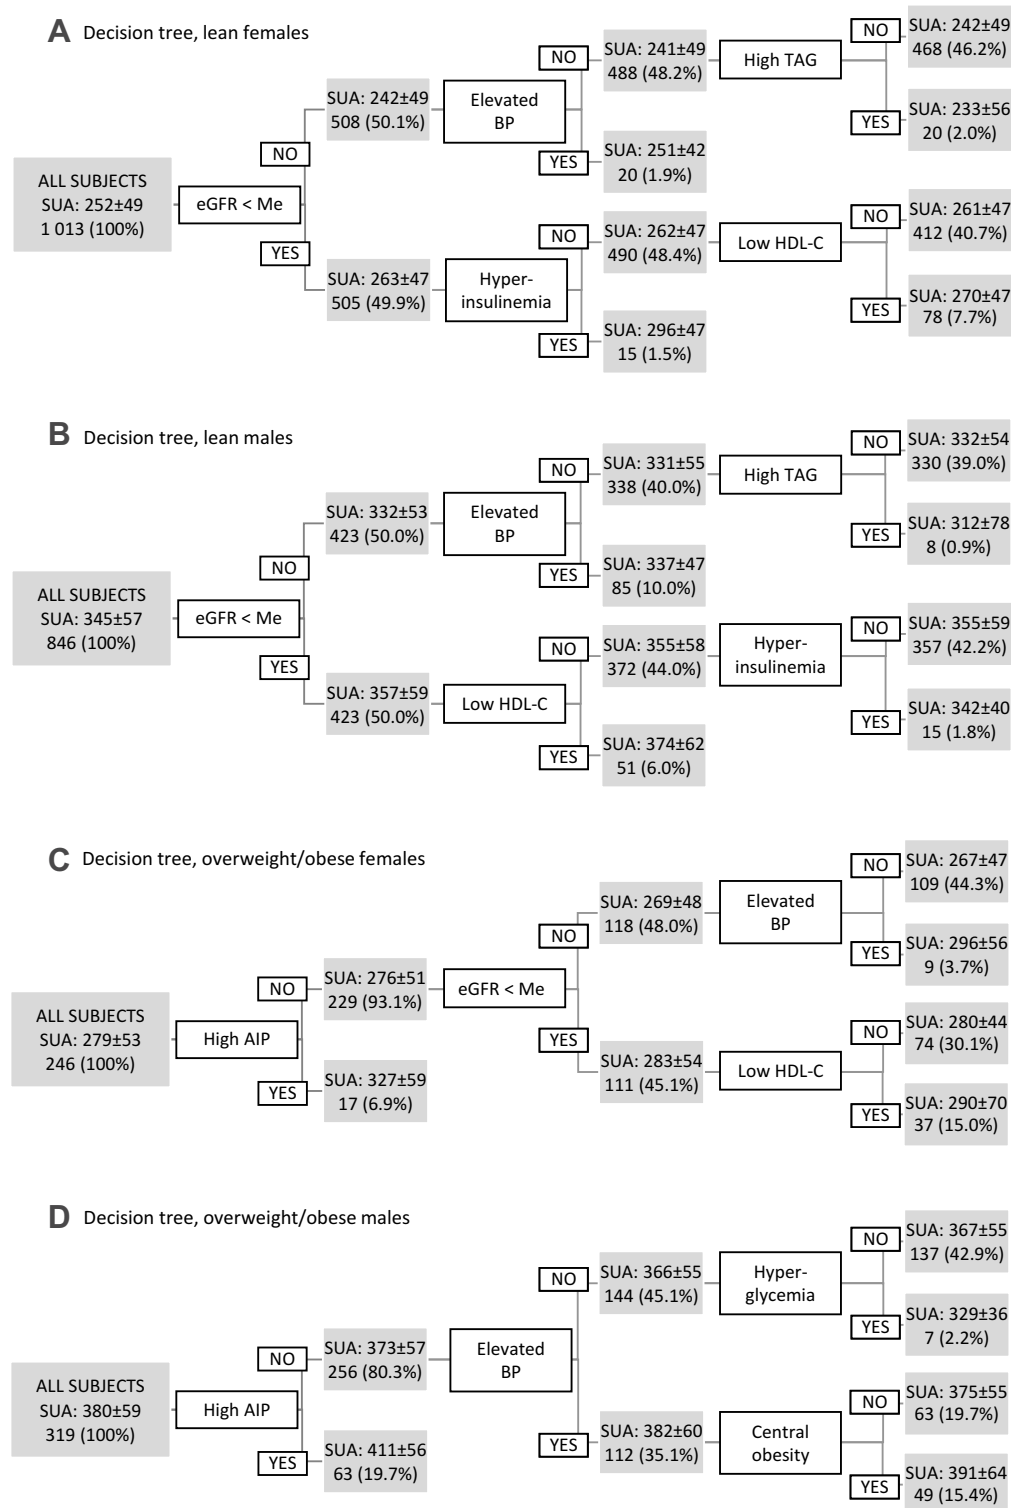 A Decision tree, lean females
ALL SUBJECTS
SUA: 252±49
1 013 (100%)
eGFR < Me
NO
SUA: 242±49
508 (50.1%)
Elevated
BP
NO
SUA: 241±49
488 (48.2%)
High TAG
NO
SUA: 242±49
468 (46.2%)
YES
SUA: 233±56
20 (2.0%)
YES
SUA: 251±42
20 (1.9%)
YES
SUA: 263±47
505 (49.9%)
Hyper-
insulinemia
NO
SUA: 262±47
490 (48.4%)
Low HDL-C
NO
SUA: 261±47
412 (40.7%)
YES
SUA: 270±47
78 (7.7%)
YES
SUA: 296±47
15 (1.5%)
B Decision tree, lean males
ALL SUBJECTS
SUA: 345±57
846 (100%)
eGFR < Me
NO
SUA: 332±53
423 (50.0%)
Elevated
BP
NO
SUA: 331±55
338 (40.0%)
High TAG
NO
SUA: 332±54
330 (39.0%)
YES
SUA: 312±78
8 (0.9%)
YES
SUA: 337±47
85 (10.0%)
YES
SUA: 357±59
423 (50.0%)
Low HDL-C
NO
SUA: 355±58
372 (44.0%)
Hyper-
insulinemia
NO
SUA: 355±59
357 (42.2%)
YES
SUA: 342±40
15 (1.8%)
YES
SUA: 374±62
51 (6.0%)
C Decision tree, overweight/obese females
ALL SUBJECTS
SUA: 279±53
246 (100%)
High AIP
NO
SUA: 276±51
229 (93.1%)
eGFR < Me
NO
SUA: 269±48
118 (48.0%)
Elevated
BP
NO
SUA: 267±47
109 (44.3%)
YES
SUA: 296±56
9 (3.7%)
YES
SUA: 283±54
111 (45.1%)
Low HDL-C
NO
SUA: 280±44
74 (30.1%)
YES
SUA: 290±70
37 (15.0%)
YES
SUA: 327±59
17 (6.9%)
D Decision tree, overweight/obese males
ALL SUBJECTS
SUA: 380±59
319 (100%)
High AIP
NO
SUA: 373±57
256 (80.3%)
Elevated
BP
NO
SUA: 366±55
144 (45.1%)
Hyper-
glycemia
NO
SUA: 367±55
137 (42.9%)
YES
SUA: 329±36
7 (2.2%)
YES
SUA: 382±60
112 (35.1%)
Central
obesity
NO
SUA: 375±55
63 (19.7%)
YES
SUA: 391±64
49 (15.4%)
YES
SUA: 411±56
63 (19.7%)